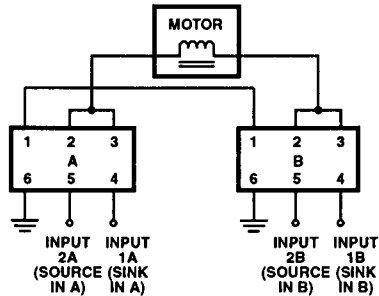 MOTOR
1 2 3
A
6 5 4
1 2 3
B
6 5 4
INPUT
2A
(SOURCE
IN A)
INPUT
1A
(SINK
IN A)
INPUT
2B
(SOURCE
IN B)
INPUT
1B
(SINK
IN B)